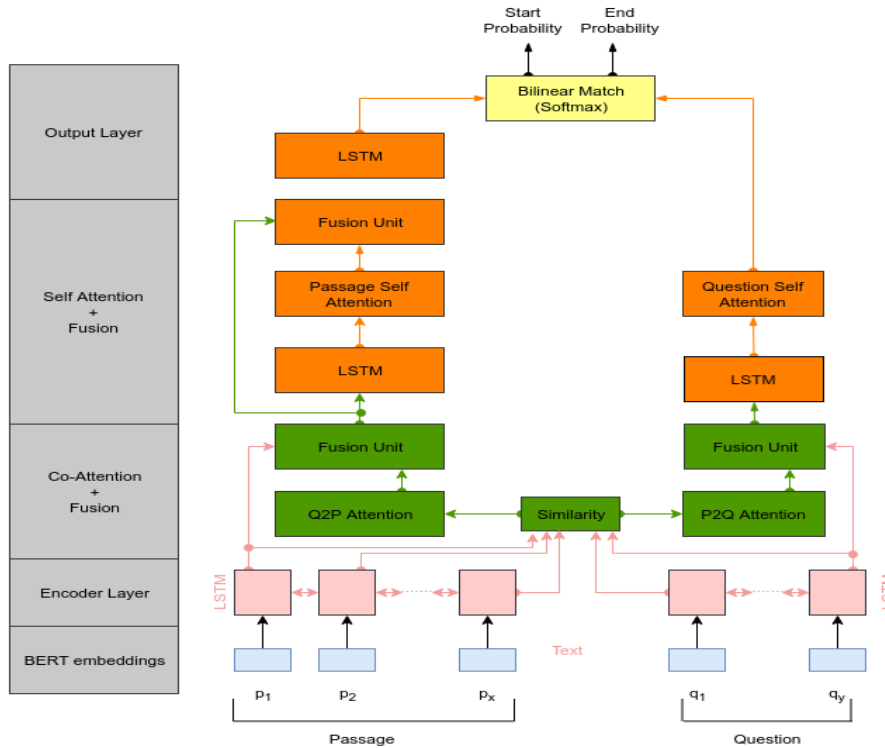 Start
Probability
End
Probability
Bilinear Match
(Softmax)
Output Layer
LSTM
Fusion Unit
Self Attention
+
Fusion
Passage Self
Attention
Question Self
Attention
LSTM
LSTM
Fusion Unit
Fusion Unit
Co-Attention
+
Fusion
Q2P Attention
Similarity
P2Q Attention
Encoder Layer
LSTM
LSTM
BERT embeddings
Text
p1
p2
px
q1
qy
Passage
Question